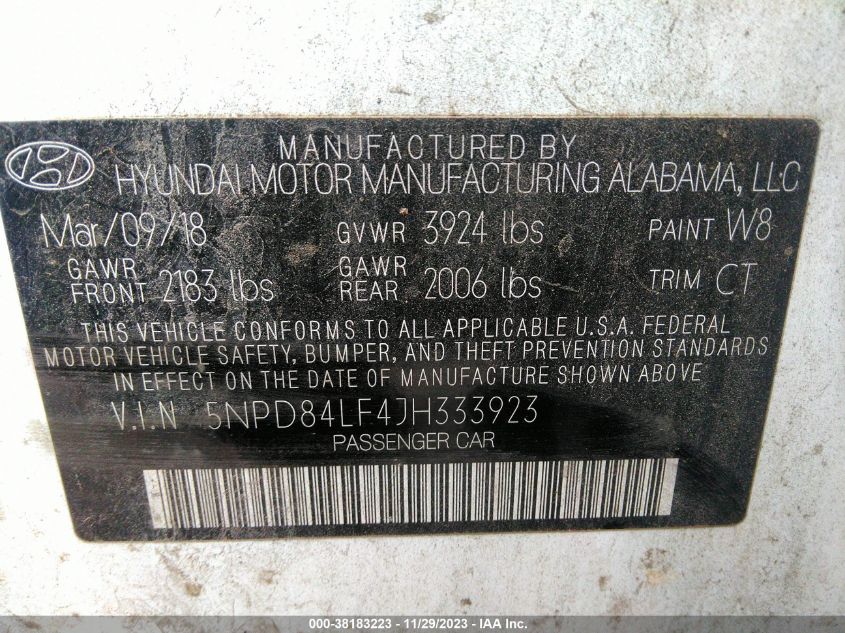 MANUFACTURED BY
HYUNDAI MOTOR MANUFACTURING ALABAMA, LLC
Mar/09/18 GVWR 3924 lbs PAINT W8
GAWR FRONT 2183 lbs GAWR REAR 2006 lbs TRIM CT
THIS VEHICLE CONFORMS TO ALL APPLICABLE U.S.A. FEDERAL
MOTOR VEHICLE SAFETY, BUMPER, AND THEFT PREVENTION STANDARDS
IN EFFECT ON THE DATE OF MANUFACTURE SHOWN ABOVE
V.I.N 5NPD84LF4JH333923
PASSENGER CAR
000-38183223 - 11/29/2023 - IAA Inc.